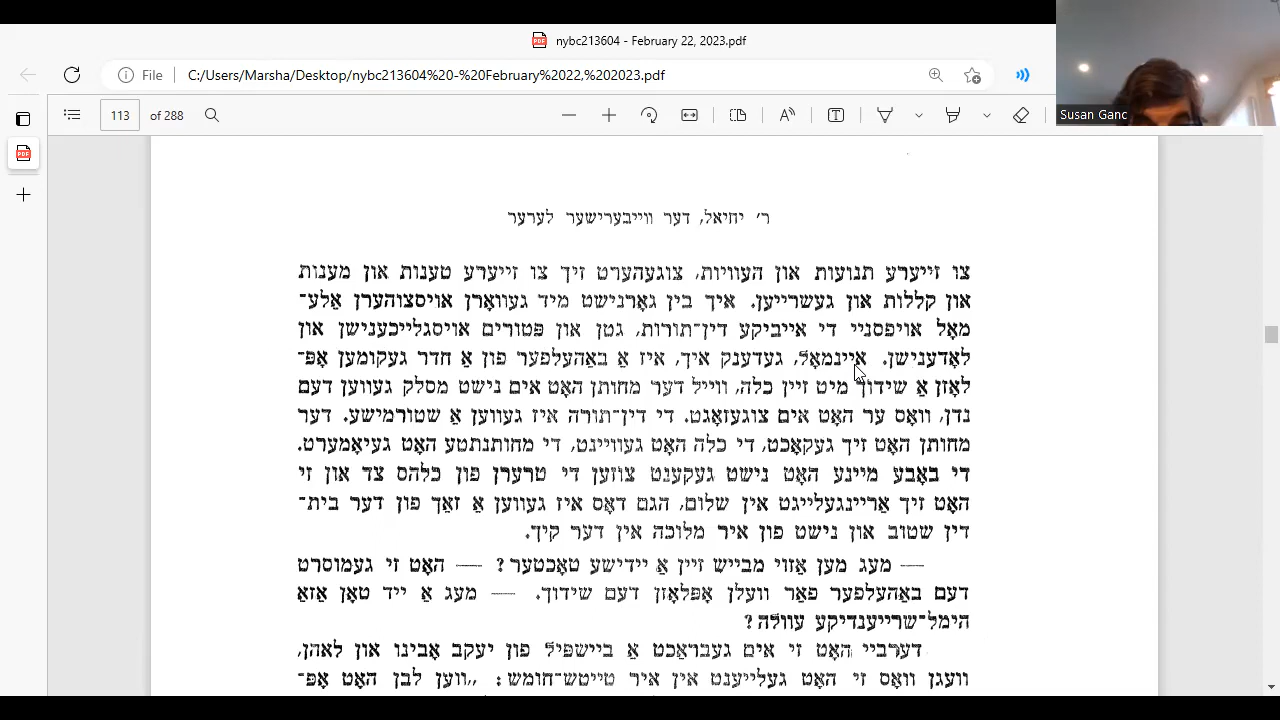 nybc213604 - February 22, 2023.pdf
File C:/Users/Marsha/Desktop/nybc213604%20-%20February%2022,%202023.pdf
Susan Ganc
113 of 288
ר׳ יחיאל, דער ווייבערישער לערער
צו זייערע תנועות און העוויות, צוגעהערט זיך צו זייערע טענות און מענות
און קללות און געשרייען. איך בין גאָרנישט מיד געוואָרן אויסצוהערן אַלע־
מאָל אויפסניי די אייביקע דין־תורות, גטן און פּטורים אויסגלייכענישן און
לאָדענישן. איינמאָל, געדענק איך, איז אַ באַהעלפער פון אַ חדר געקומען אָפּ־
לאָזן אַ שידוך מיט זיין כלה, ווייל דער מחותן האָט אים נישט מסלק געווען דעם
נדן, וואָס ער האָט אים צוגעזאָגט. די דין־תורה איז געווען אַ שטורמישע. דער
מחותן האָט זיך געקאָכט, די כלה האָט געוויינט, די מחותנתטע האָט געיאָמערט.
די באָבע מיינע האָט נישט געקענט צוזען די טרערן פון כלהס צד און זי
האָט זיך אַריינגעלייגט אין שלום, הגם דאָס איז געווען אַ זאַך פון דער בית־
דין שטוב און נישט פון איר מלוכה אין דער קיך.
— מעג מען אַזוי מבייש זיין אַ יידישע טאָכטער? — האָט זי געמוסרט
דעם באַהעלפער פאַר וועלן אָפּלאָזן דעם שידוך. — מעג אַ ייד טאָן אַזאַ
הימל־שרייענדיקע עוולה?
דערביי האָט זי אים געבראַכט אַ ביישפּיל פון יעקב אָבינו און לאהן,
וועגן וואָס זי האָט געלייענט אין איר טייטש־חומש: „ווען לבן האָט אָפּ־